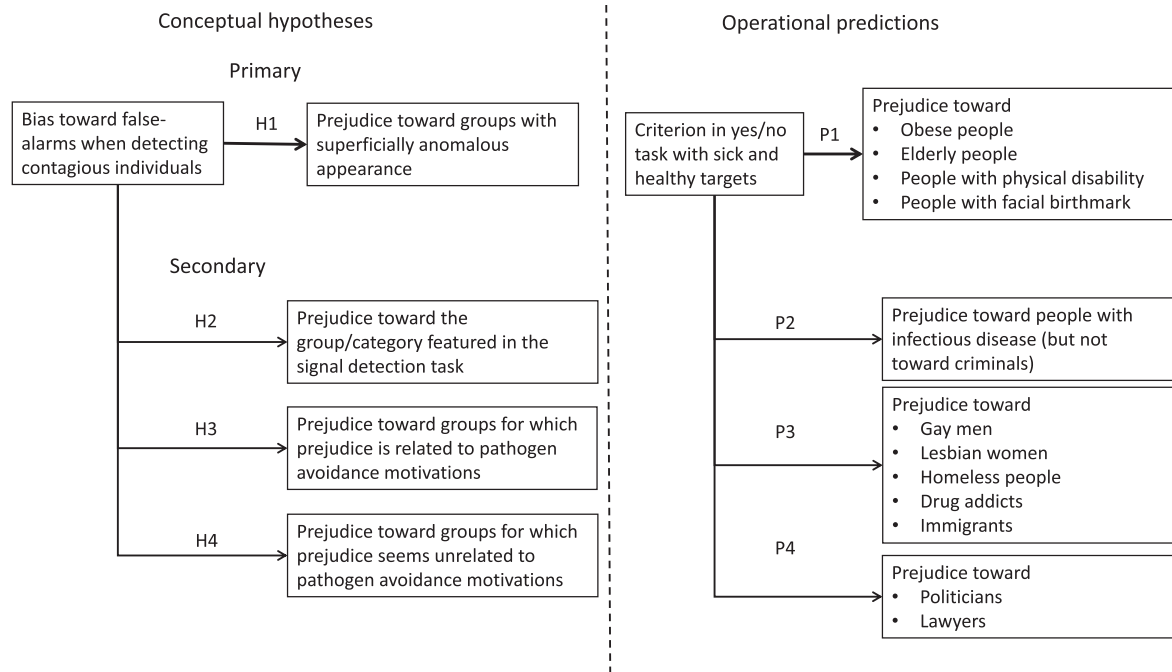 Conceptual hypotheses
Primary
Bias toward false-
alarms when detecting
contagious individuals
H1
Prejudice toward groups with
superficially anomalous
appearance
Secondary
H2
Prejudice toward the
group/category featured in the
signal detection task
H3
Prejudice toward groups for which
prejudice is related to pathogen
avoidance motivations
H4
Prejudice toward groups for which
prejudice seems unrelated to
pathogen avoidance motivations
Operational predictions
Criterion in yes/no
task with sick and
healthy targets
P1
Prejudice toward
• Obese people
• Elderly people
• People with physical disability
• People with facial birthmark
P2
Prejudice toward people with
infectious disease (but not
toward criminals)
P3
Prejudice toward
• Gay men
• Lesbian women
• Homeless people
• Drug addicts
• Immigrants
P4
Prejudice toward
• Politicians
• Lawyers